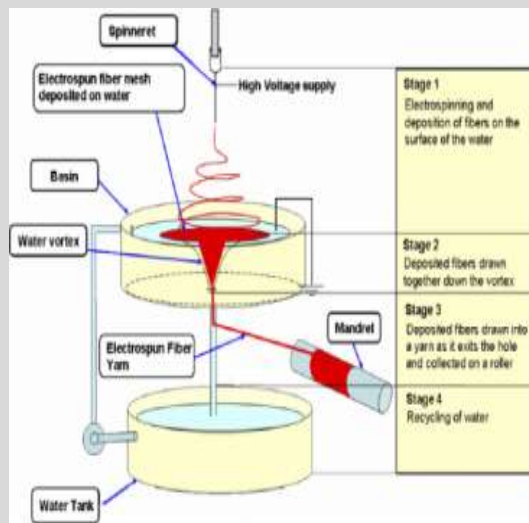 Spinneret
Electrospun fiber mesh
deposited on water
High Voltage supply
Basin
Water vortex
Electrospun Fiber
Yarn
Mandrel
Water Tank
Stage 1
Electrospinning and
deposition of fibers on the
surface of the water
Stage 2
Deposited fibers drawn
together down the vortex
Stage 3
Deposited fibers drawn into
a yarn as it exits the hole
and collected on a roller
Stage 4
Recycling of water